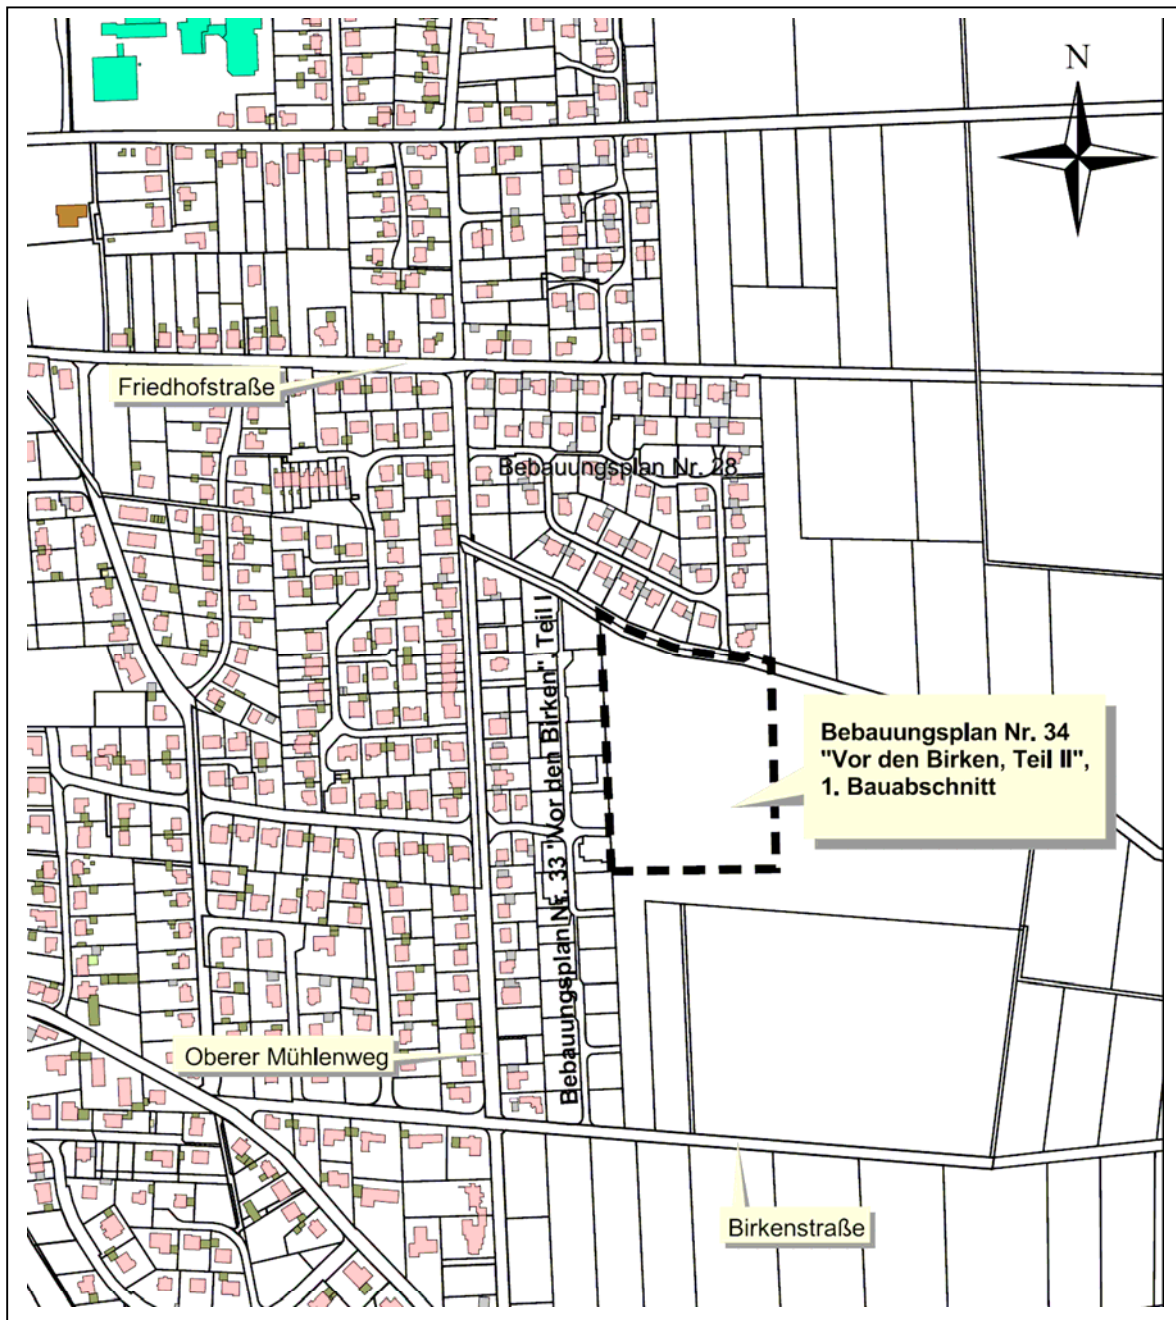 N
Friedhofstraße
Bebauungsplan Nr. 28
Bebauungsplan Nr. 33 "Vor den Birken", Teil I
Bebauungsplan Nr. 34
"Vor den Birken, Teil II",
1. Bauabschnitt
Oberer Mühlenweg
Birkenstraße